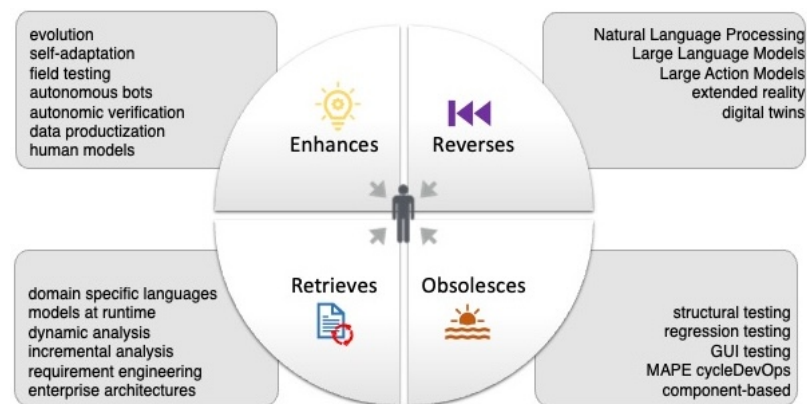 evolution
self-adaptation
field testing
autonomous bots
autonomic verification
data productization
human models
Enhances
Reverses
Natural Language Processing
Large Language Models
Large Action Models
extended reality
digital twins
domain specific languages
models at runtime
dynamic analysis
incremental analysis
requirement engineering
enterprise architectures
Retrieves
Obsolesces
structural testing
regression testing
GUI testing
MAPE cycleDevOps
component-based